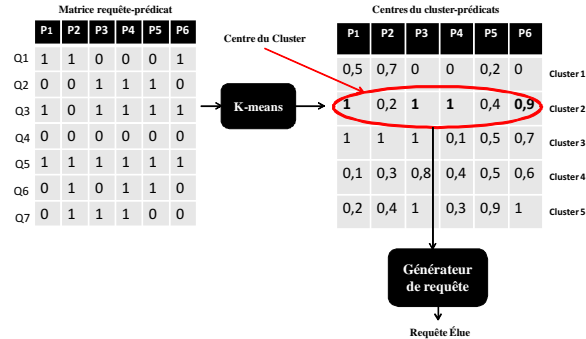 Matrice requête-prédicat
P1 P2 P3 P4 P5 P6
Q1 1 1 0 0 0 1
Q2 0 0 1 1 1 0
Q3 1 0 1 1 1 1
Q4 0 0 0 0 0 0
Q5 1 1 1 1 1 1
Q6 0 1 0 1 1 0
Q7 0 1 1 1 0 0
K-means
Centre du Cluster
Centres du cluster-prédicats
P1 P2 P3 P4 P5 P6
0,5 0,7 0 0 0,2 0 Cluster 1
1 0,2 1 1 0,4 0,9 Cluster 2
1 1 1 0,1 0,5 0,7 Cluster 3
0,1 0,3 0,8 0,4 0,5 0,6 Cluster 4
0,2 0,4 1 0,3 0,9 1 Cluster 5
Générateur
de requête
Requête Élue